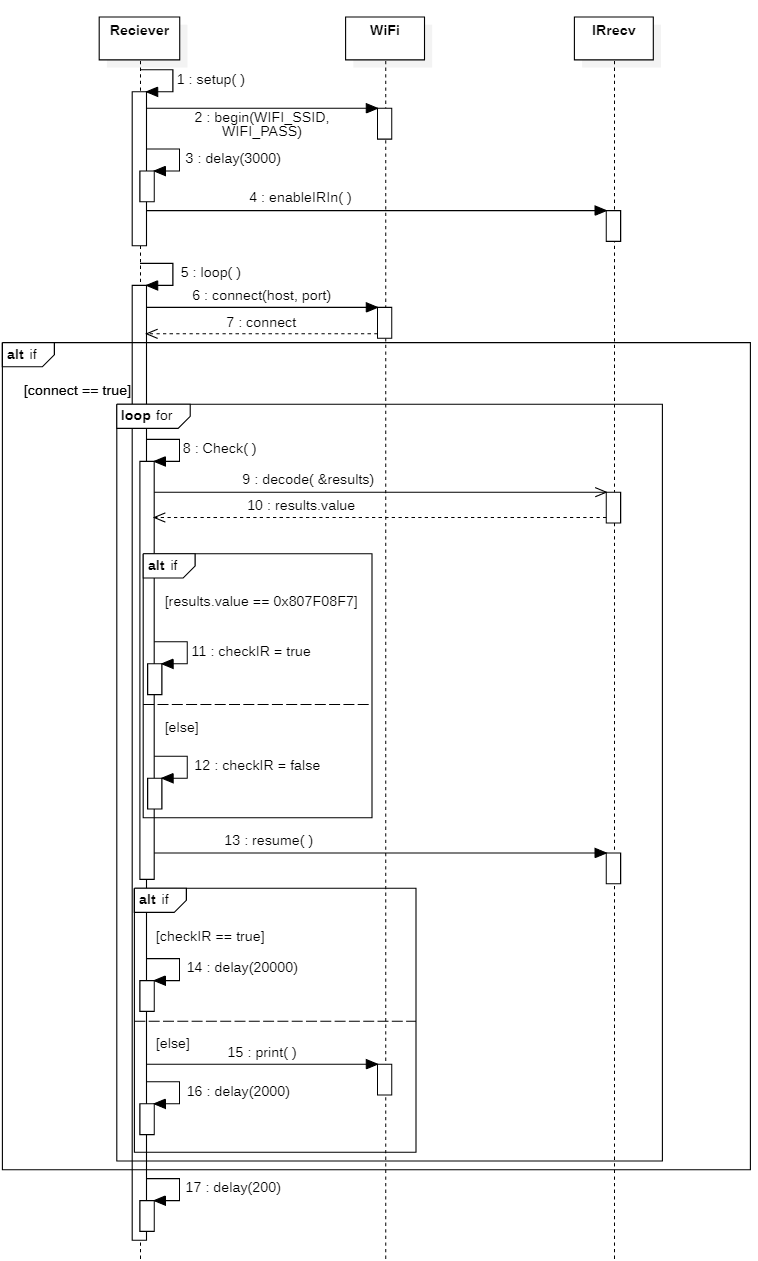 Reciever
WiFi
IRrecv
1 : setup( )
2 : begin(WIFI_SSID,
WIFI_PASS)
3 : delay(3000)
4 : enableIRIn( )
5 : loop( )
6 : connect(host, port)
7 : connect
alt if
[connect == true]
loop for
8 : Check( )
9 : decode( &results)
10 : results.value
alt if
[results.value == 0x807F08F7]
11 : checkIR = true
[else]
12 : checkIR = false
13 : resume( )
alt if
[checkIR == true]
14 : delay(20000)
[else]
15 : print( )
16 : delay(2000)
17 : delay(200)